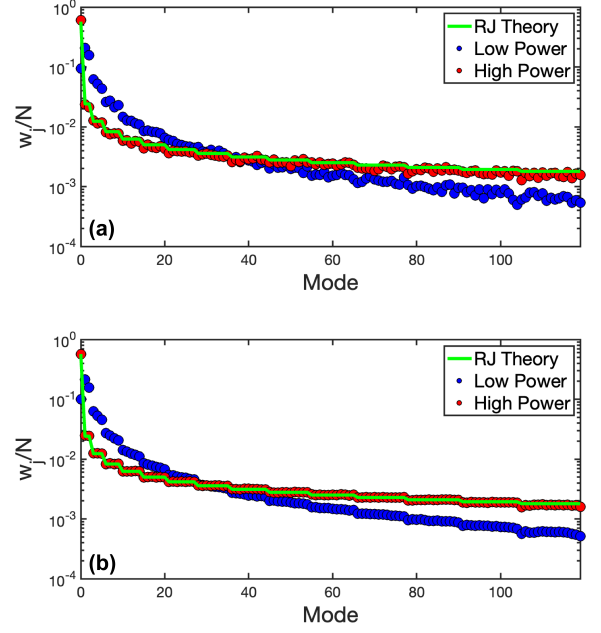 10^0
10^-1
10^-2
10^-3
10^-4
w_j/N
RJ Theory
Low Power
High Power
(a)
0 20 40 60 80 100
Mode
10^0
10^-1
10^-2
10^-3
10^-4
w_j/N
RJ Theory
Low Power
High Power
(b)
0 20 40 60 80 100
Mode